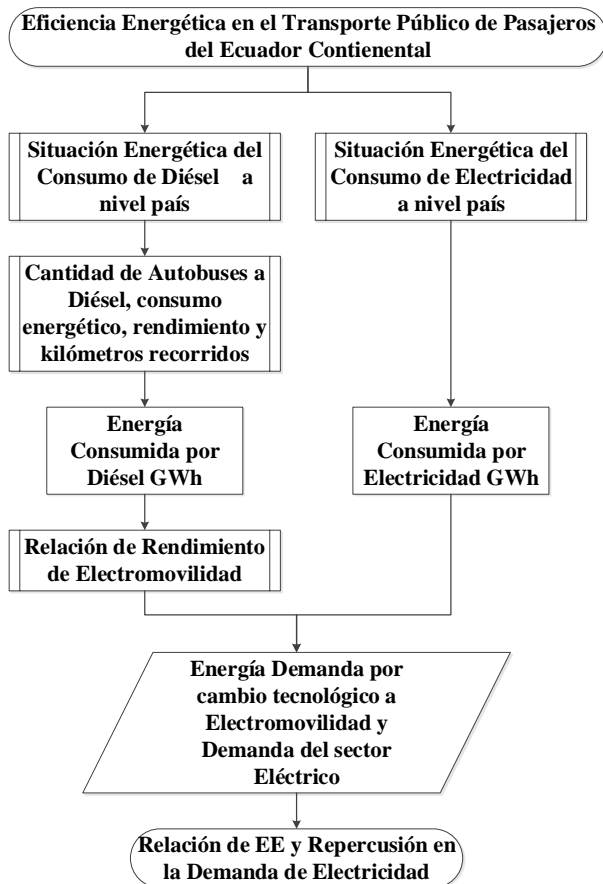 Eficiencia Energética en el Transporte Público de Pasajeros
del Ecuador Contienental
Situación Energética del
Consumo de Diésel a
nivel país
Situación Energética del
Consumo de Electricidad
a nivel país
Cantidad de Autobuses a
Diésel, consumo
energético, rendimiento y
kilómetros recorridos
Energía
Consumida por
Diésel GWh
Energía
Consumida por
Electricidad GWh
Relación de Rendimiento
de Electromovilidad
Energía Demanda por
cambio tecnológico a
Electromovilidad y
Demanda del sector
Eléctrico
Relación de EE y Repercusión en
la Demanda de Electricidad